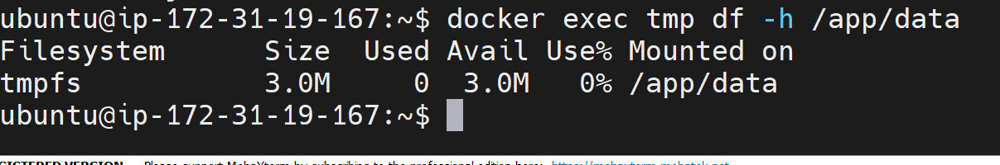 ubuntu@ip-172-31-19-167:~$ docker exec tmp df -h /app/data
Filesystem      Size  Used Avail Use% Mounted on
tmpfs           3.0M     0  3.0M   0% /app/data
ubuntu@ip-172-31-19-167:~$
GISTERED VERSION - Please support MobaXterm by subscribing to the professional edition here: https://mobaxterm.mobatek.net